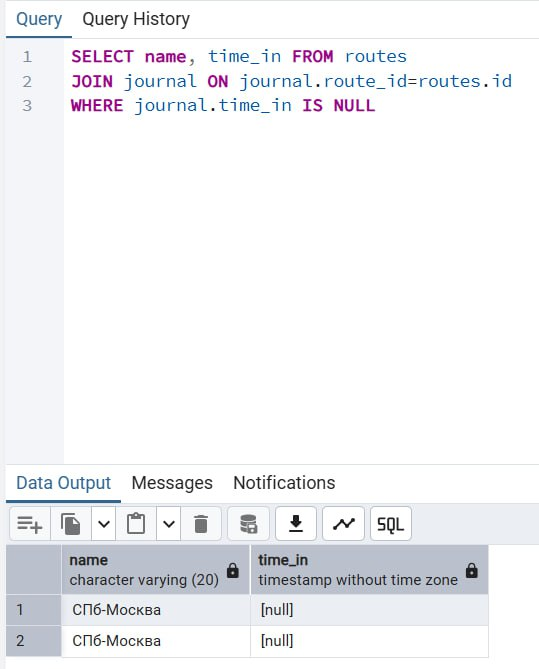 Query Query History
1 SELECT name, time_in FROM routes
2 JOIN journal ON journal.route_id=routes.id
3 WHERE journal.time_in IS NULL
Data Output Messages Notifications
SQL
name time_in
character varying (20) timestamp without time zone
1 СПб-Москва [null]
2 СПб-Москва [null]